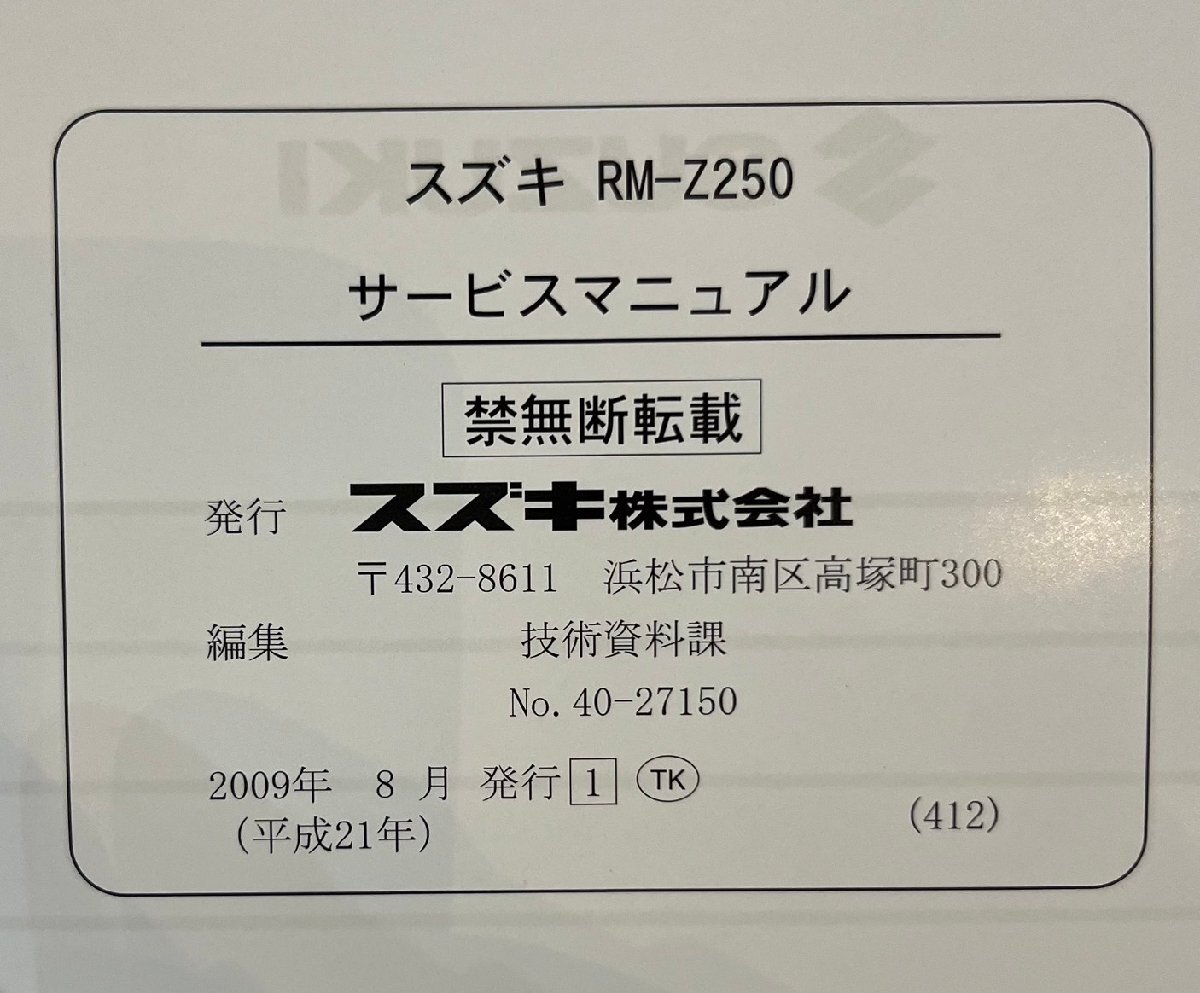 スズキ RM-Z250
サービスマニュアル
禁無断転載
発行 スズキ株式会社
〒432-8611 浜松市南区高塚町300
編集 技術資料課
No. 40-27150
2009年 8月 発行 1 TK
(平成21年)
(412)